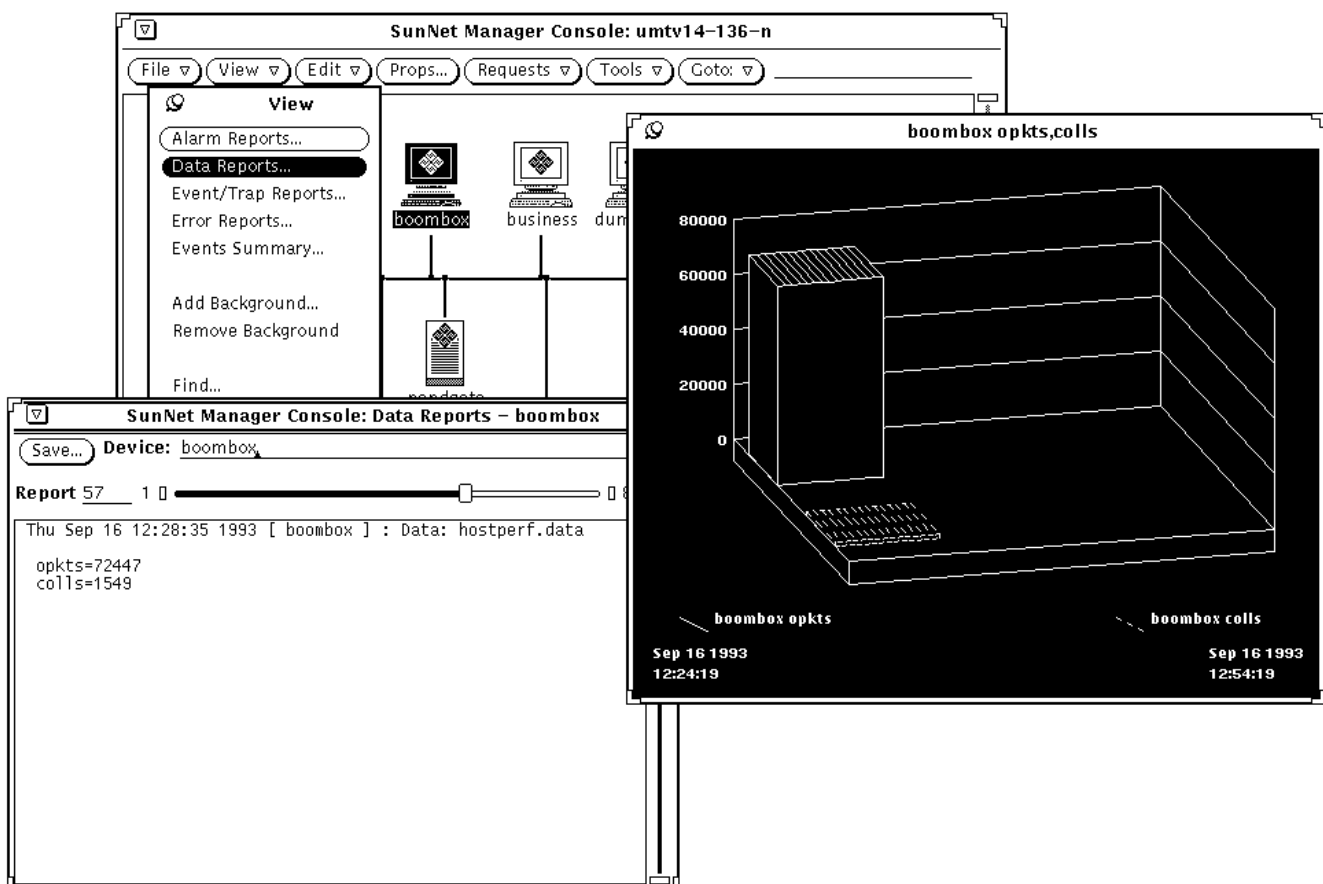 SunNet Manager Console: umtv14-136-n
File View Edit Props... Requests Tools Goto:
View
Alarm Reports...
Data Reports...
Event/Trap Reports...
Error Reports...
Events Summary...
Add Background...
Remove Background
Find...
boombox business
boombox opkts,colls
80000
60000
40000
20000
0
boombox opkts boombox colls
Sep 16 1993 Sep 16 1993
12:24:19 12:54:19
SunNet Manager Console: Data Reports - boombox
Save... Device: boombox
Report 57 1
Thu Sep 16 12:28:35 1993 [ boombox ] : Data: hostperf.data
opkts=72447
colls=1549